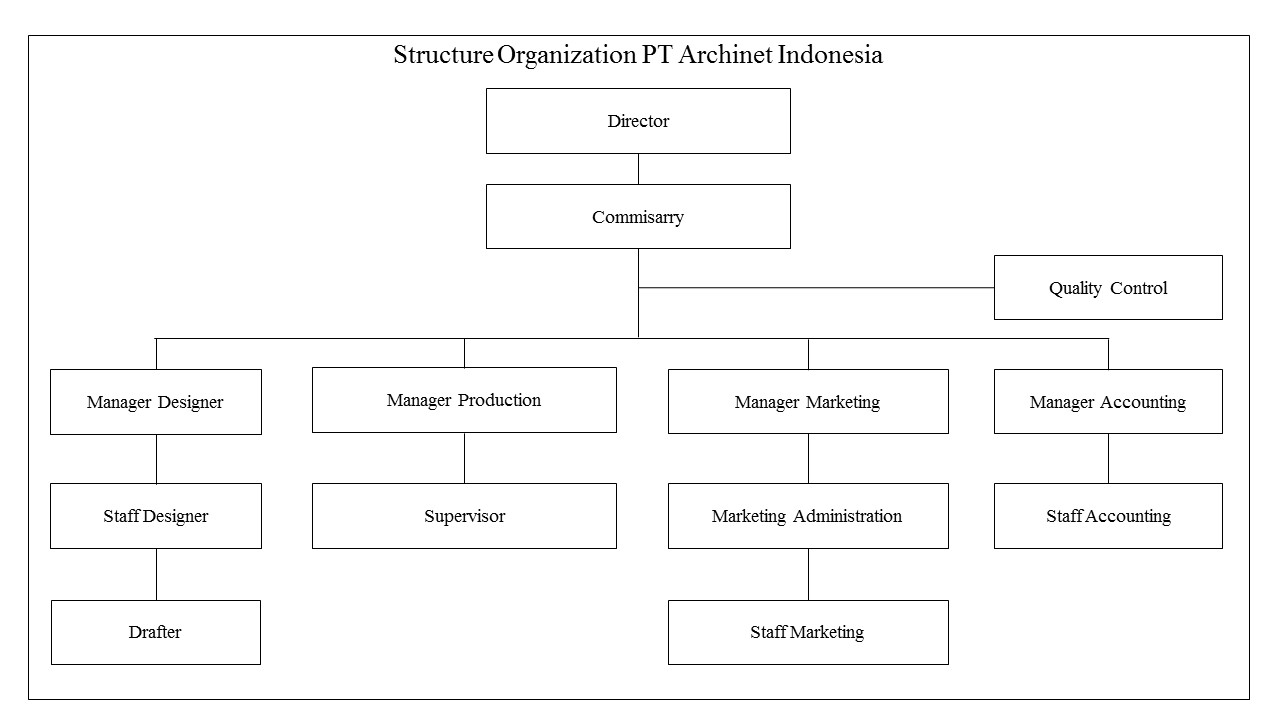 Structure Organization PT Archinet Indonesia
Director
Commisarry
Quality Control
Manager Designer
Manager Production
Manager Marketing
Manager Accounting
Staff Designer
Supervisor
Marketing Administration
Staff Accounting
Drafter
Staff Marketing